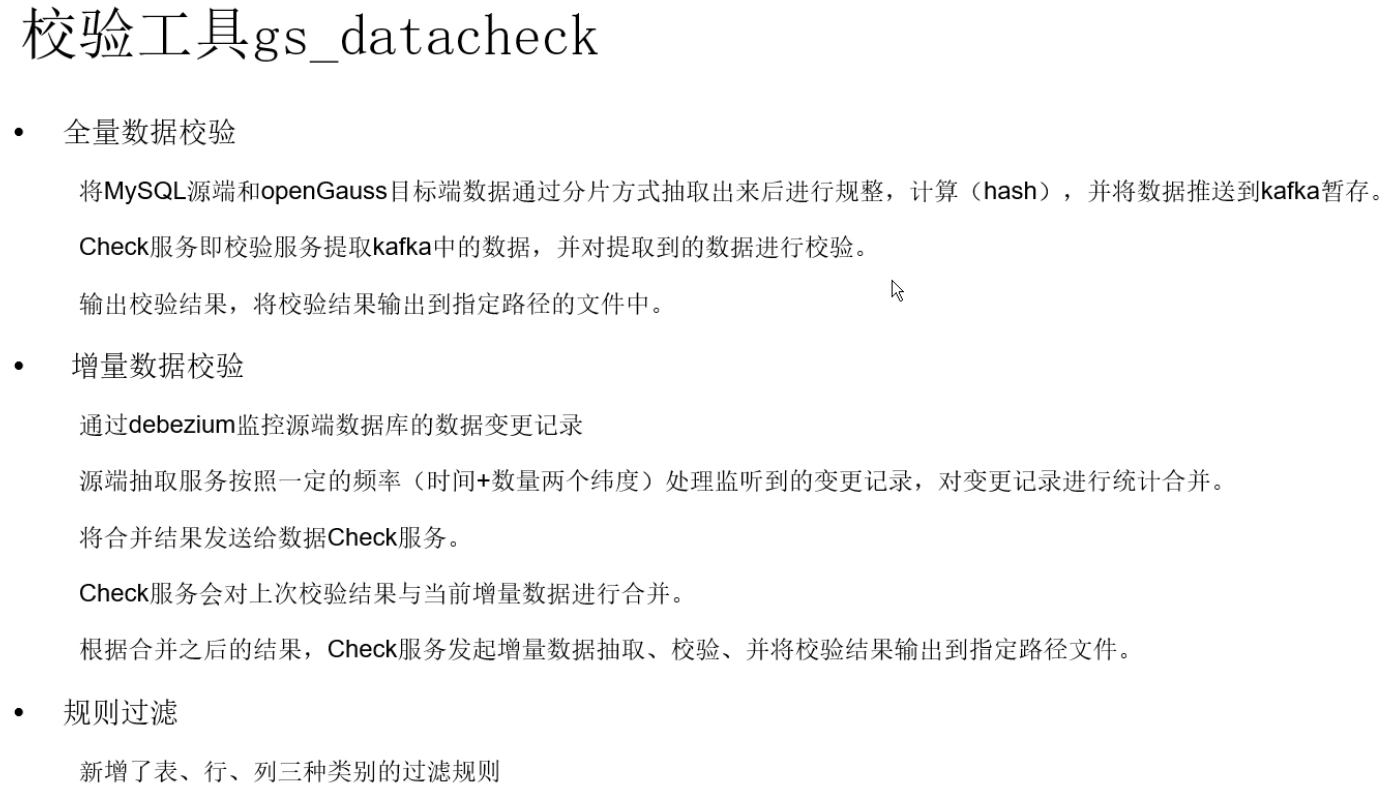 校验工具gs_datacheck
• 全量数据校验
将MySQL源端和openGauss目标端数据通过分片方式抽取出来后进行规整，计算（hash），并将数据推送到kafka暂存。
Check服务即校验服务提取kafka中的数据，并对提取到的数据进行校验。
输出校验结果，将校验结果输出到指定路径的文件中。
• 增量数据校验
通过debezium监控源端数据库的数据变更记录
源端抽取服务按照一定的频率（时间+数量两个纬度）处理监听到的变更记录，对变更记录进行统计合并。
将合并结果发送给数据Check服务。
Check服务会对上次校验结果与当前增量数据进行合并。
根据合并之后的结果，Check服务发起增量数据抽取、校验、并将校验结果输出到指定路径文件。
• 规则过滤
新增了表、行、列三种类别的过滤规则